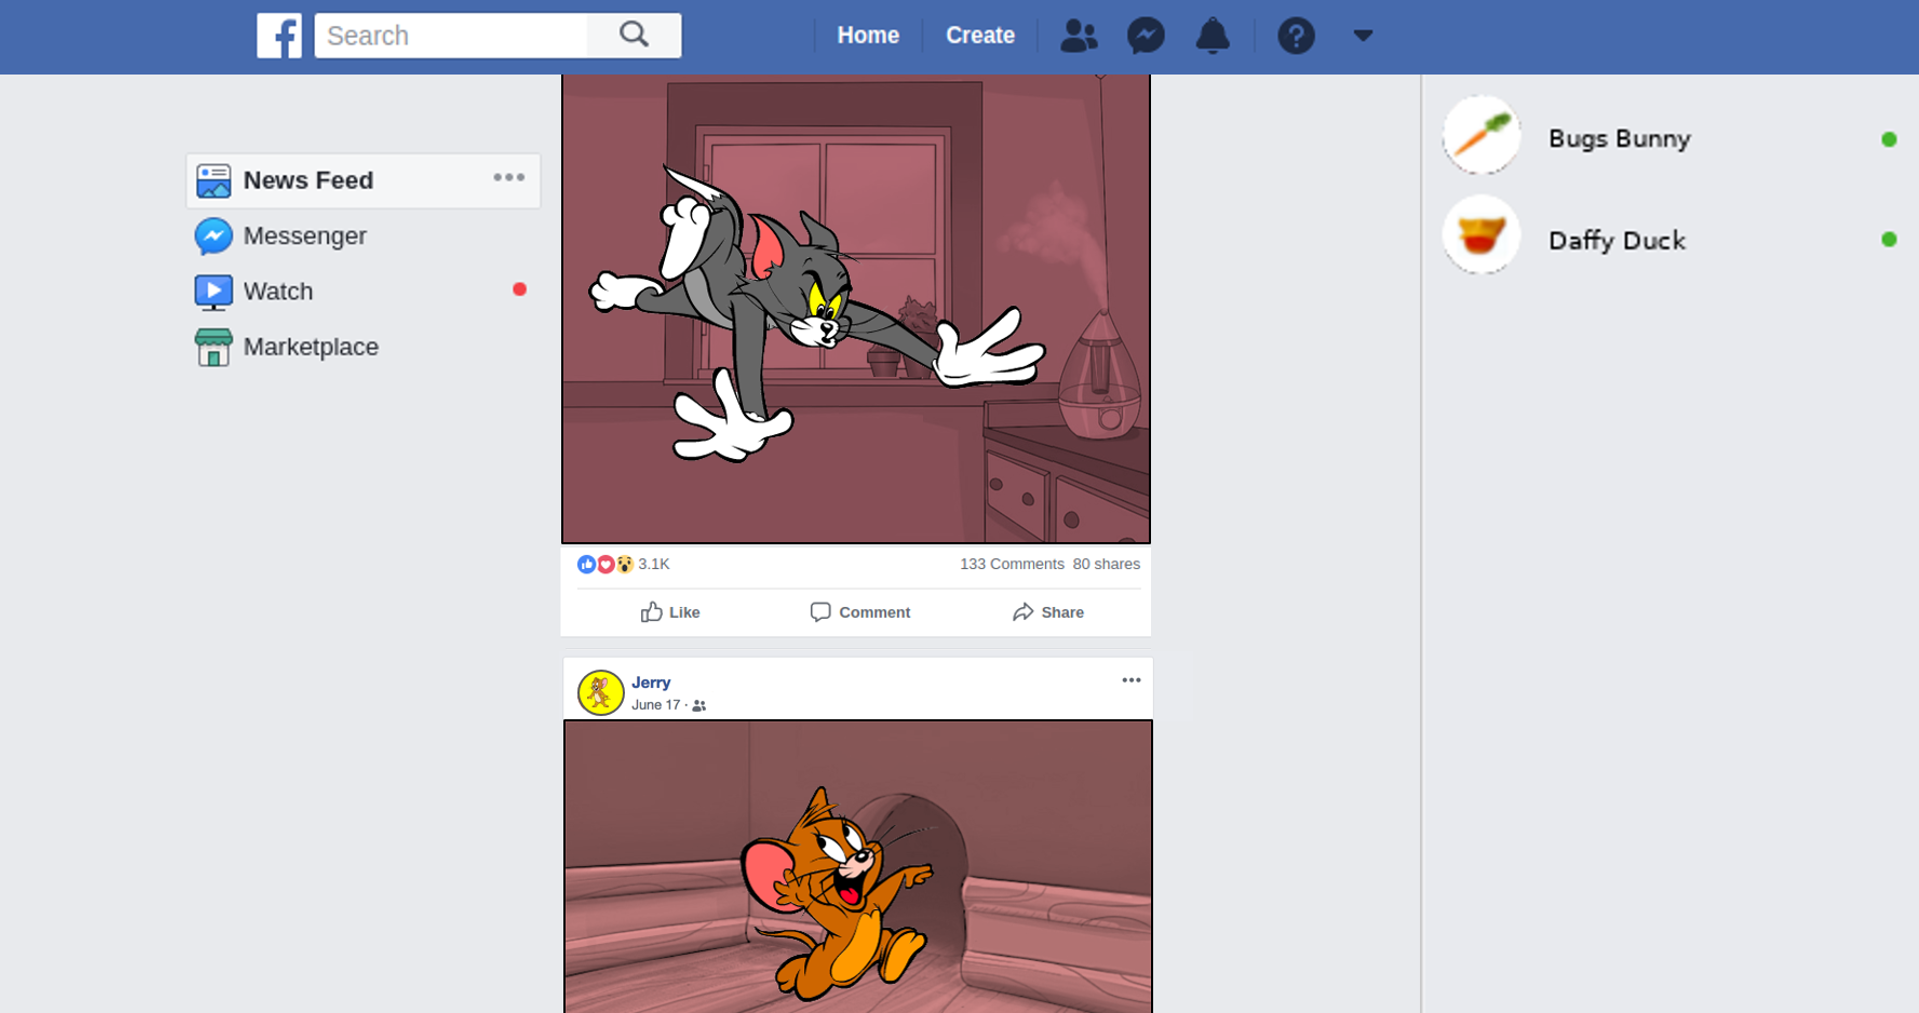 f Search
Home Create
News Feed
Messenger
Watch
Marketplace
Bugs Bunny
Daffy Duck
3.1K 133 Comments 80 shares
Like Comment Share
Jerry
June 17 ·